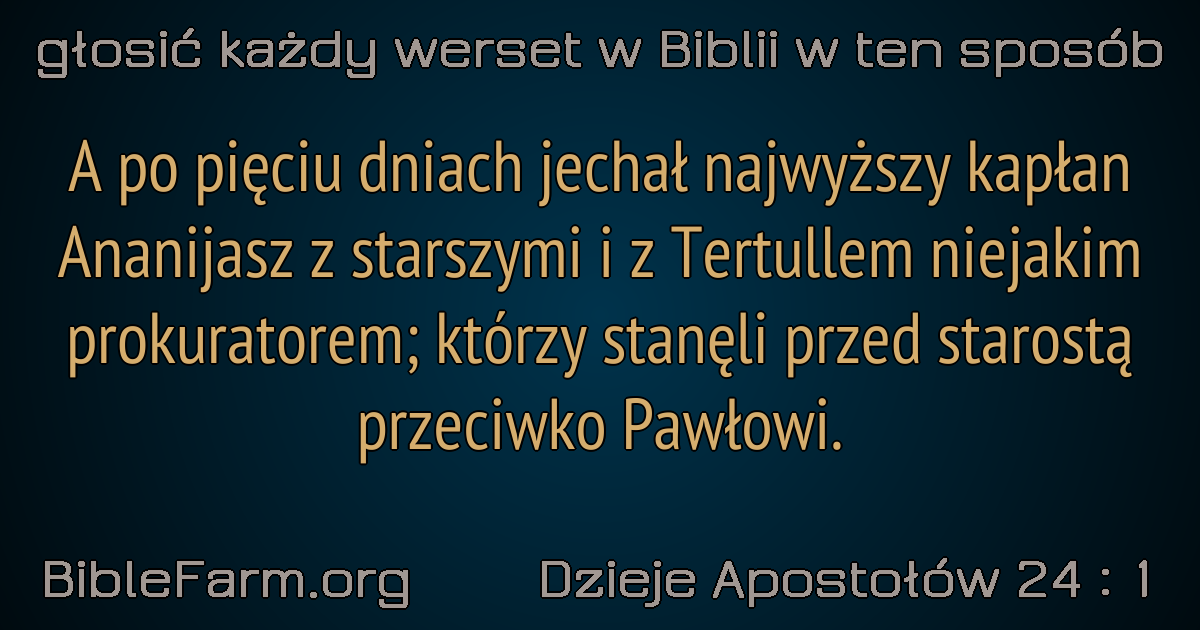 głosić każdy werset w Biblii w ten sposób
A po pięciu dniach jechał najwyższy kapłan
Ananijasz z starszymi i z Tertullem niejakim
prokuratorem; którzy stanęli przed starostą
przeciwko Pawłowi.
BibleFarm.org
Dzieje Apostołów 24 : 1